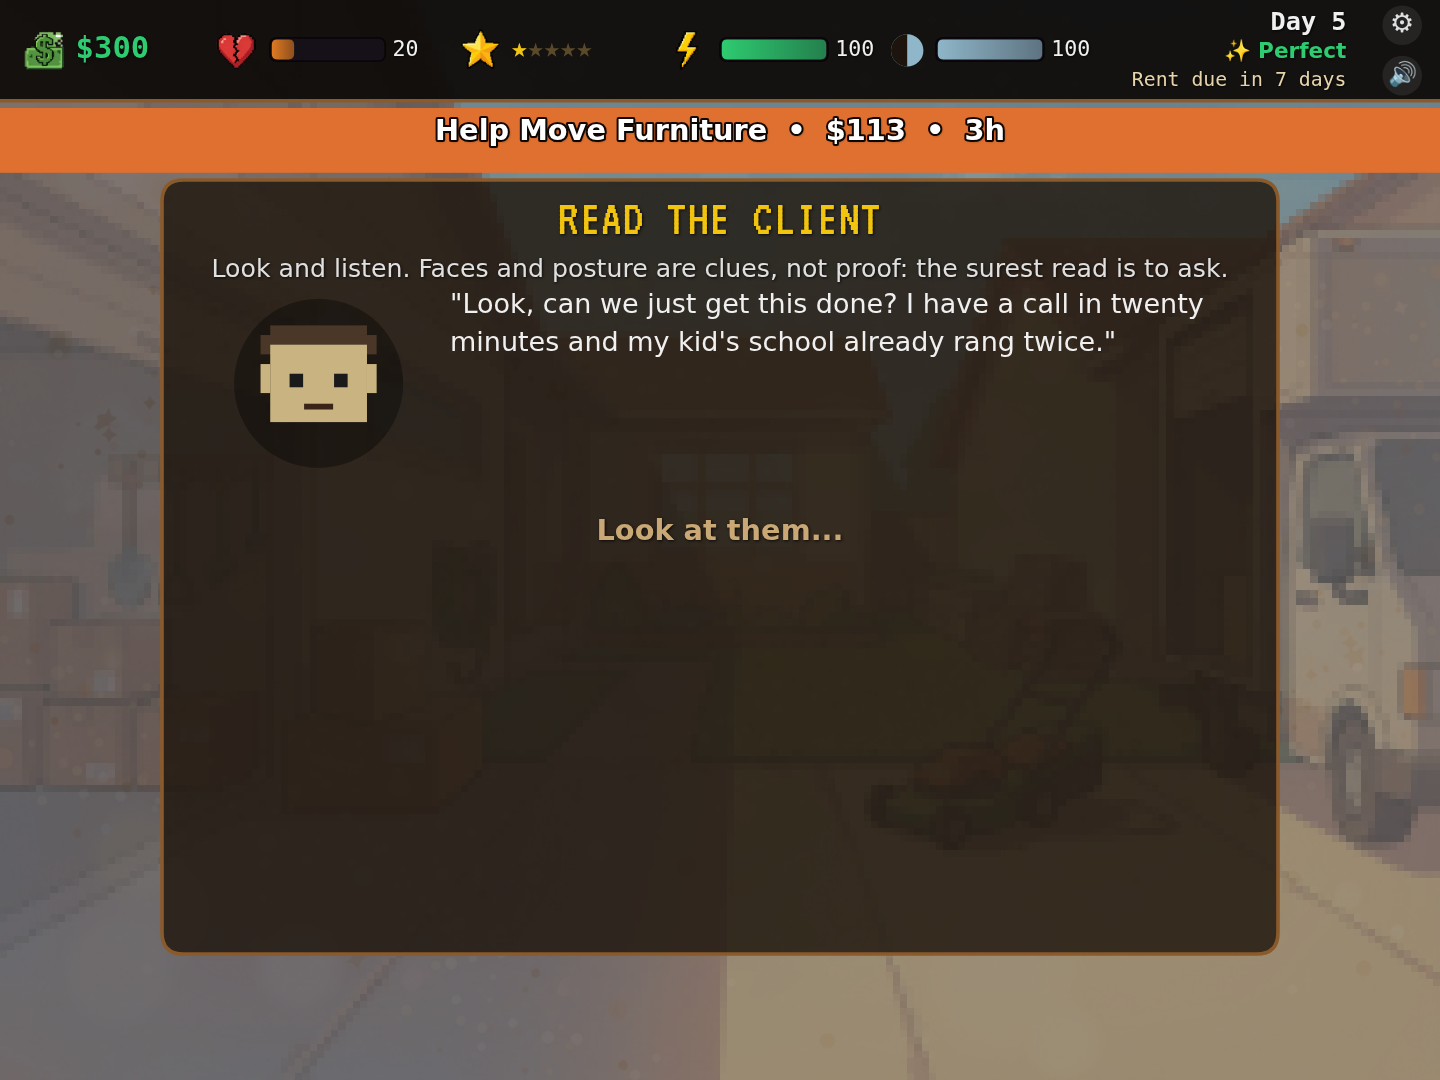 $300
20
★★★★★
100
100
Day 5
✨ Perfect
Rent due in 7 days
Help Move Furniture • $113 • 3h
READ THE CLIENT
Look and listen. Faces and posture are clues, not proof: the surest read is to ask.
"Look, can we just get this done? I have a call in twenty
minutes and my kid's school already rang twice."
Look at them...